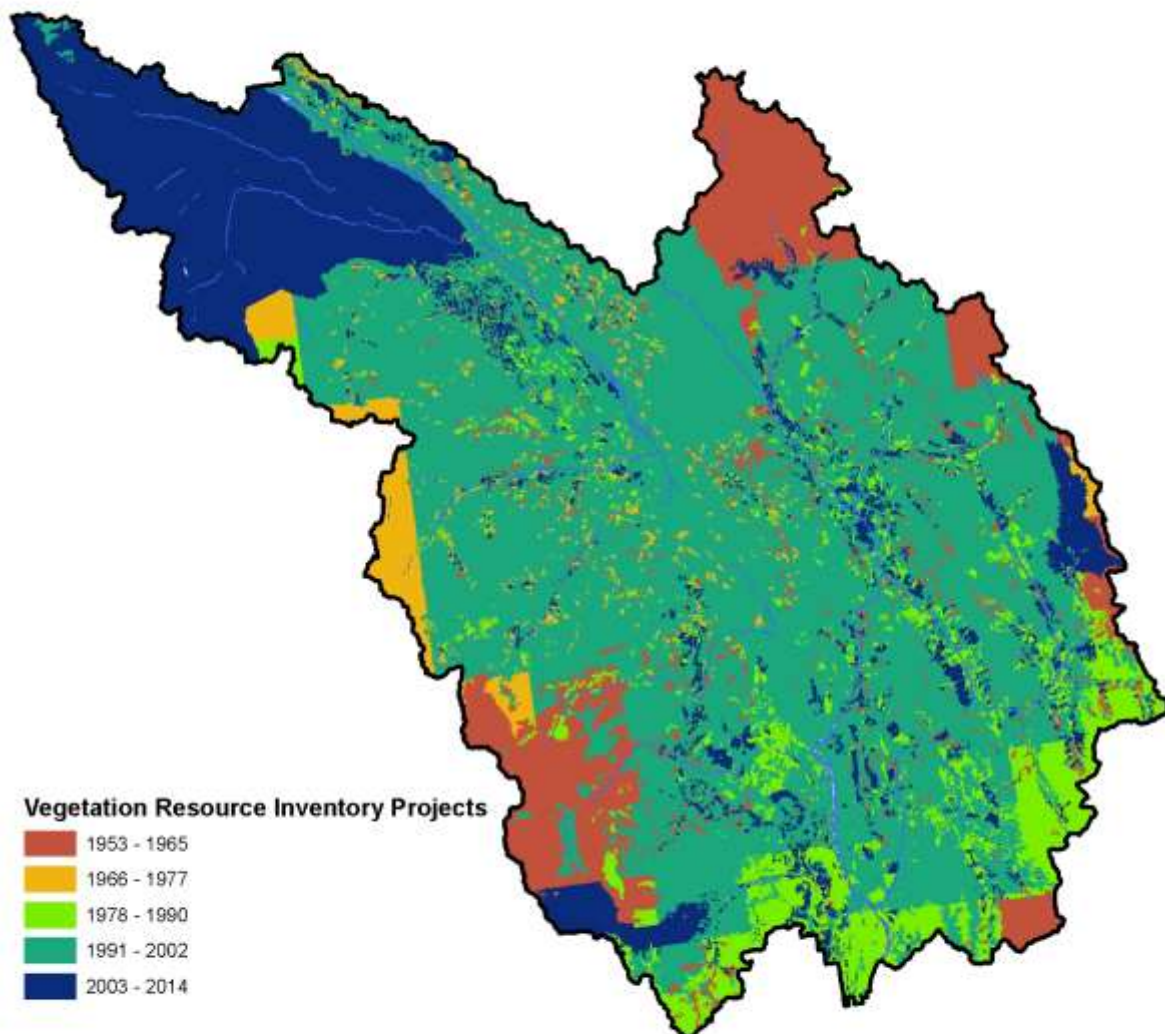 Vegetation Resource Inventory Projects
1953 - 1965
1966 - 1977
1978 - 1990
1991 - 2002
2003 - 2014